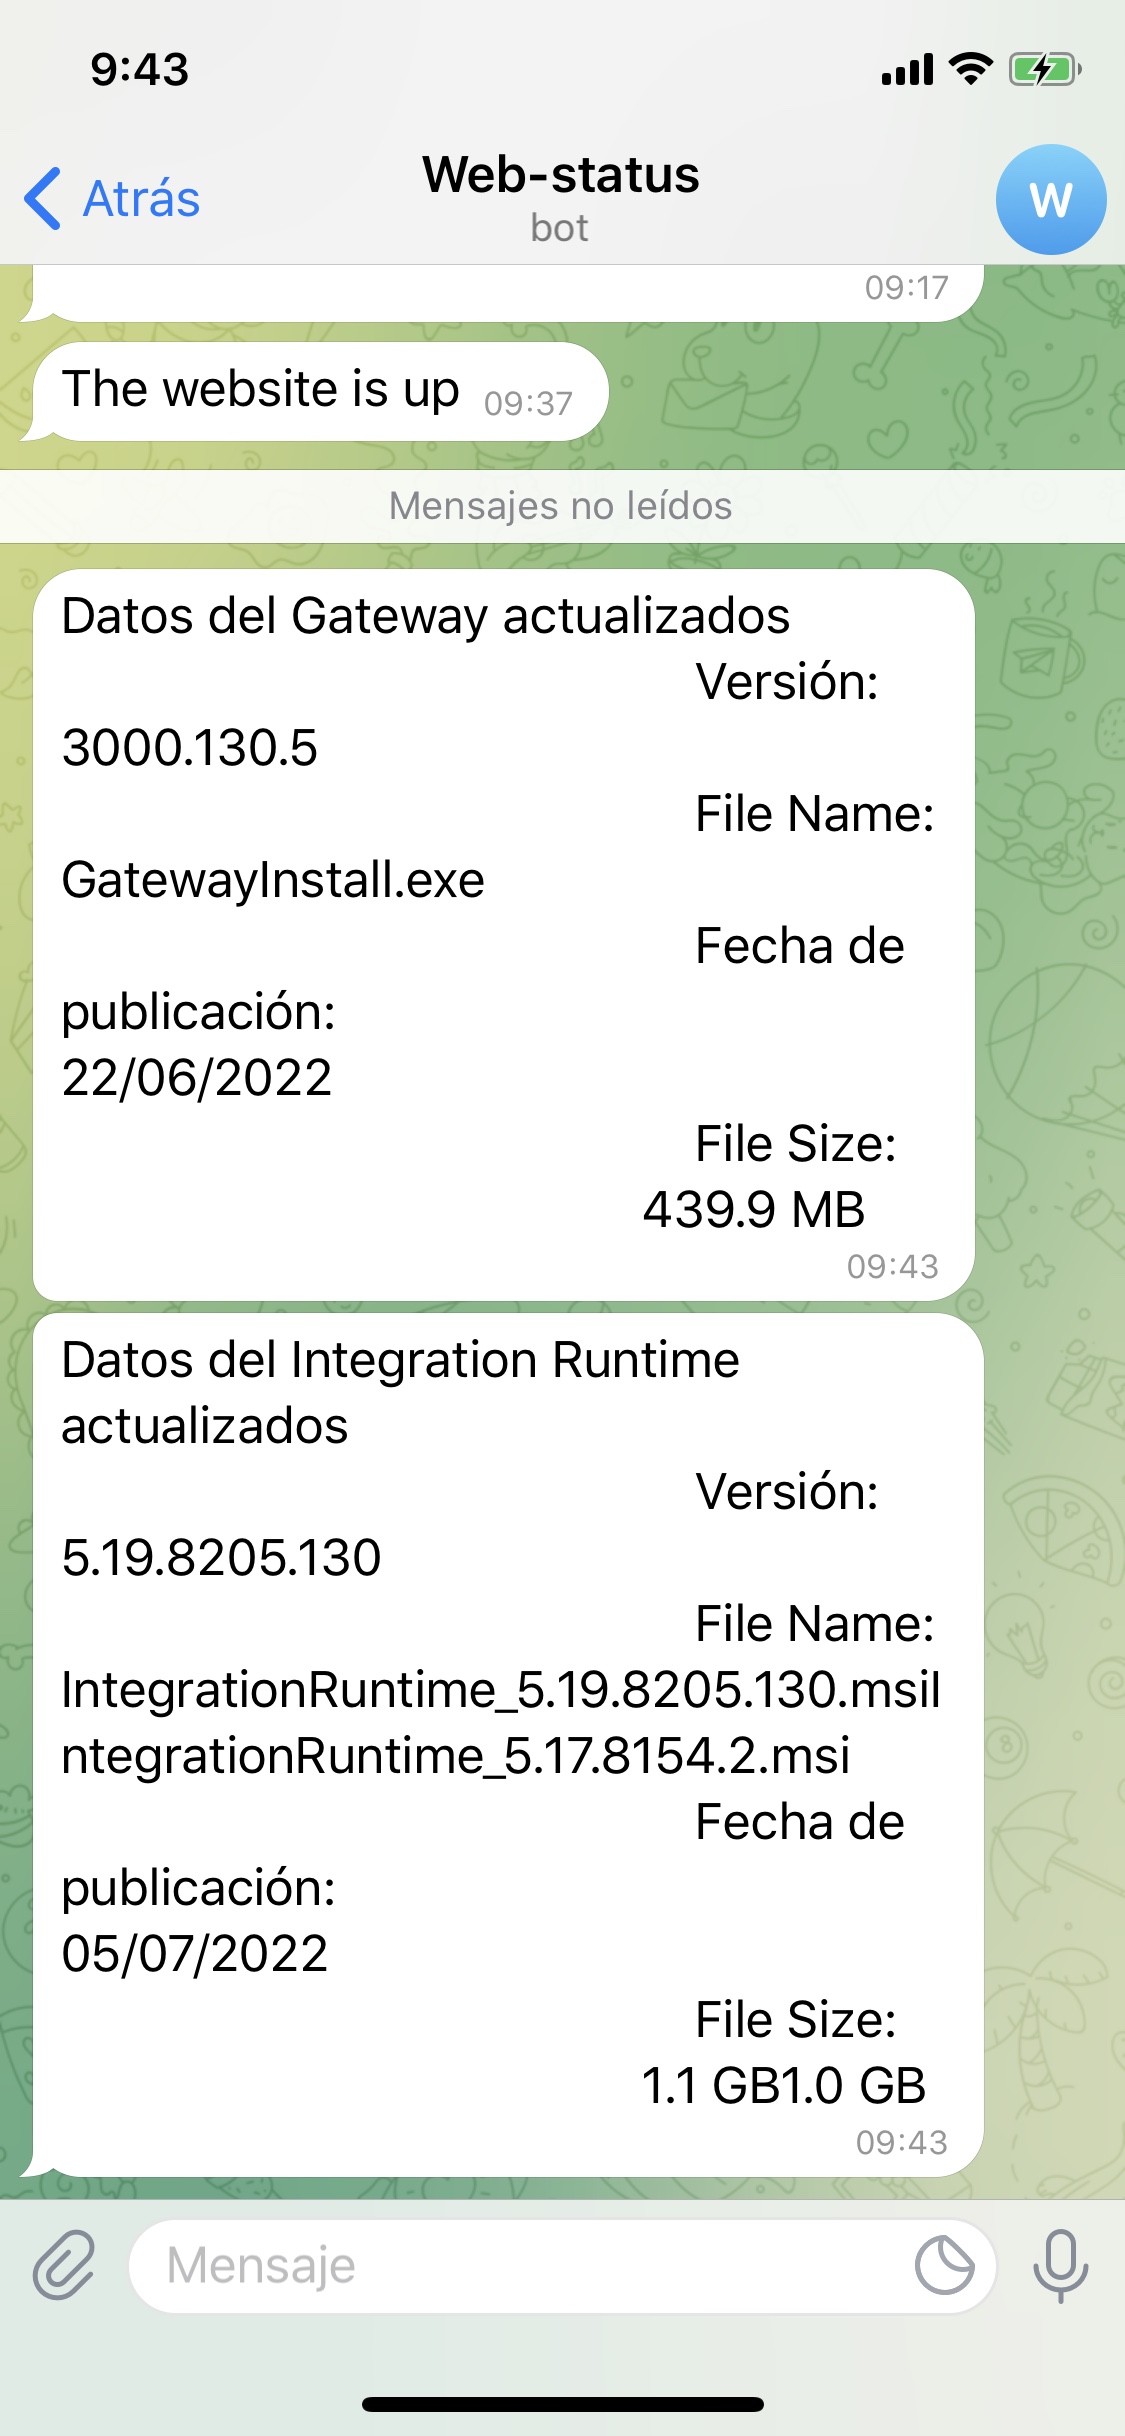 9:43
Atrás
Web-status
bot
W
09:17
The website is up 09:37
Mensajes no leídos
Datos del Gateway actualizados
Versión:
3000.130.5
File Name:
GatewayInstall.exe
Fecha de
publicación:
22/06/2022
File Size:
439.9 MB
09:43
Datos del Integration Runtime
actualizados
Versión:
5.19.8205.130
File Name:
IntegrationRuntime_5.19.8205.130.msiI
ntegrationRuntime_5.17.8154.2.msi
Fecha de
publicación:
05/07/2022
File Size:
1.1 GB1.0 GB
09:43
Mensaje